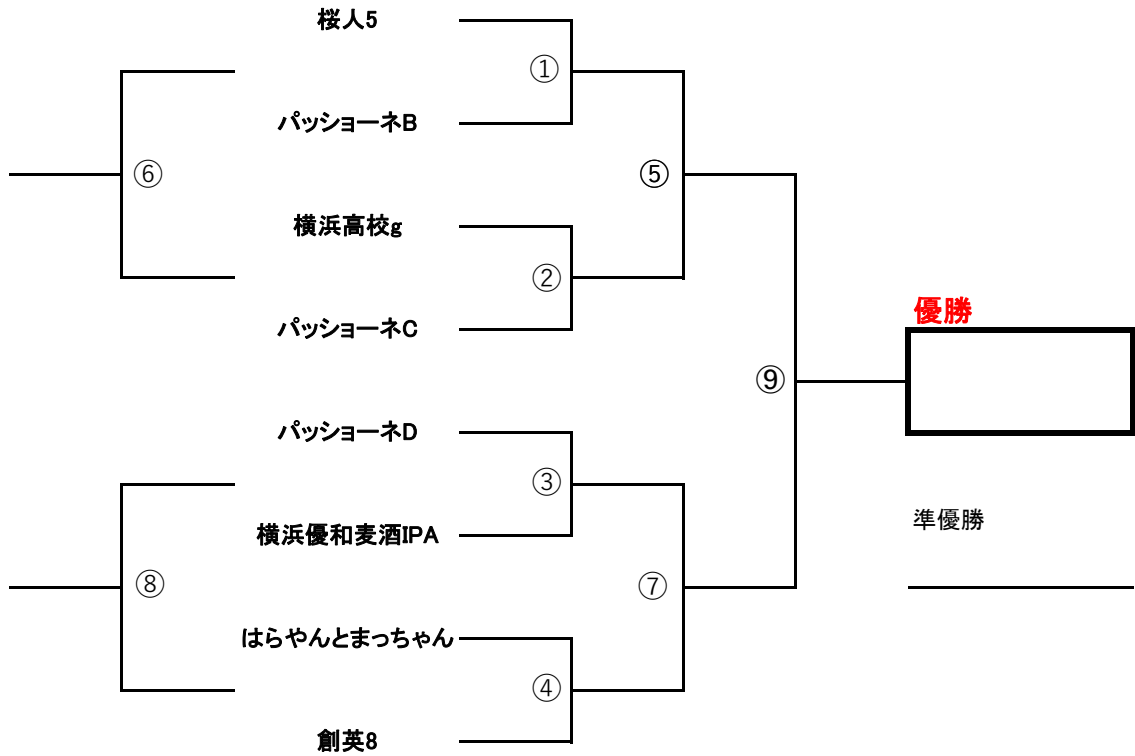 桜人5
①
パッショーネB
⑥
⑤
横浜高校g
②
パッショーネC
優勝
⑨
パッショーネD
③
準優勝
横浜優和麦酒IPA
⑧
⑦
はらやんとまっちゃん
④
創英8